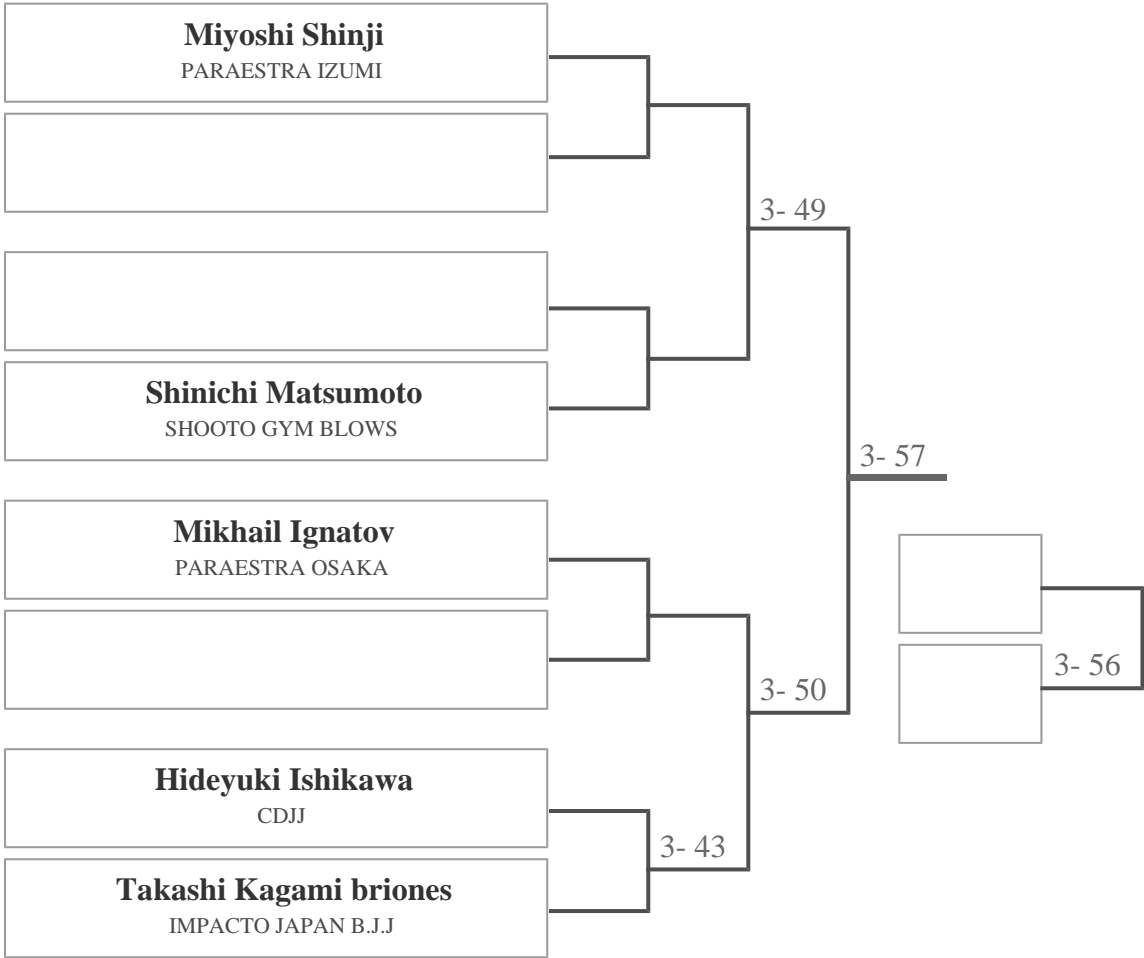 Miyoshi Shinji
PARAESTRA IZUMI
3- 49
Shinichi Matsumoto
SHOOTO GYM BLOWS
3- 57
Mikhail Ignatov
PARAESTRA OSAKA
3- 56
3- 50
Hideyuki Ishikawa
CDJJ
3- 43
Takashi Kagami briones
IMPACTO JAPAN B.J.J